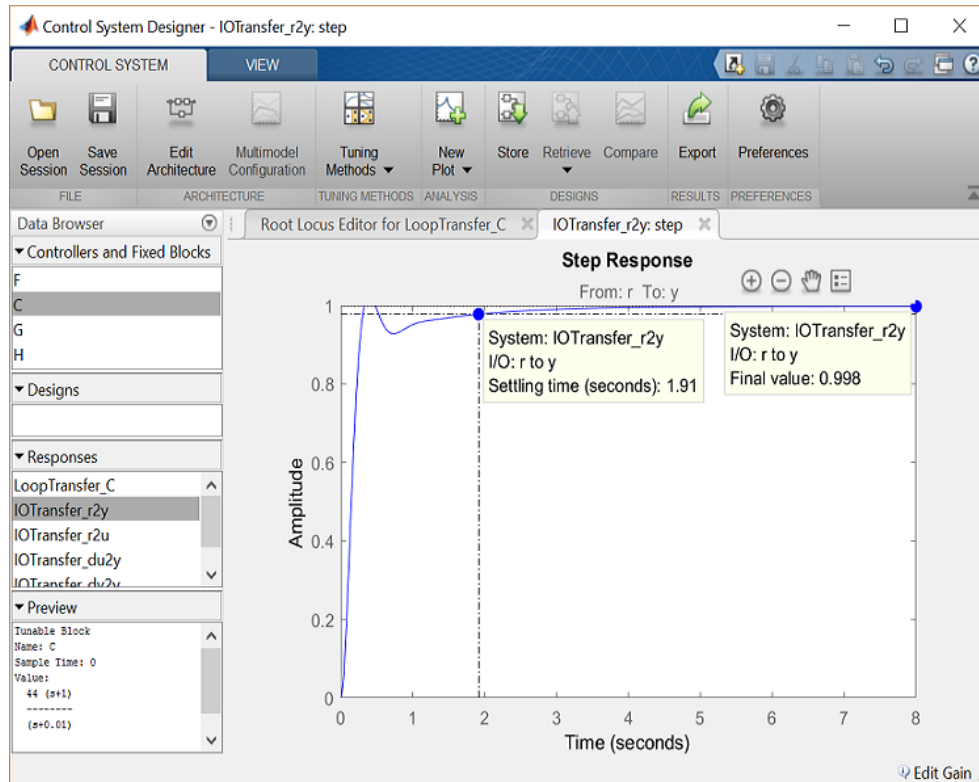 Control System Designer - IOTransfer_r2y: step
CONTROL SYSTEM
VIEW
Open Session
Save Session
Edit Architecture
Multimodel Configuration
Tuning Methods
New Plot
Store
Retrieve
Compare
Export
Preferences
FILE
ARCHITECTURE
TUNING METHODS
ANALYSIS
DESIGNS
RESULTS
PREFERENCES
Data Browser
Controllers and Fixed Blocks
F
C
G
H
Designs
Responses
LoopTransfer_C
IOTransfer_r2y
IOTransfer_r2u
IOTransfer_du2y
IOTransfer_dy2y
Preview
Tunable Block
Name: C
Sample Time: 0
Value:
44 (s+1)
--------
(s+0.01)
Root Locus Editor for LoopTransfer_C
IOTransfer_r2y: step
Step Response
From: r To: y
System: IOTransfer_r2y
I/O: r to y
Settling time (seconds): 1.91
System: IOTransfer_r2y
I/O: r to y
Final value: 0.998
Amplitude
1
0.8
0.6
0.4
0.2
0
0 1 2 3 4 5 6 7 8
Time (seconds)
Edit Gain